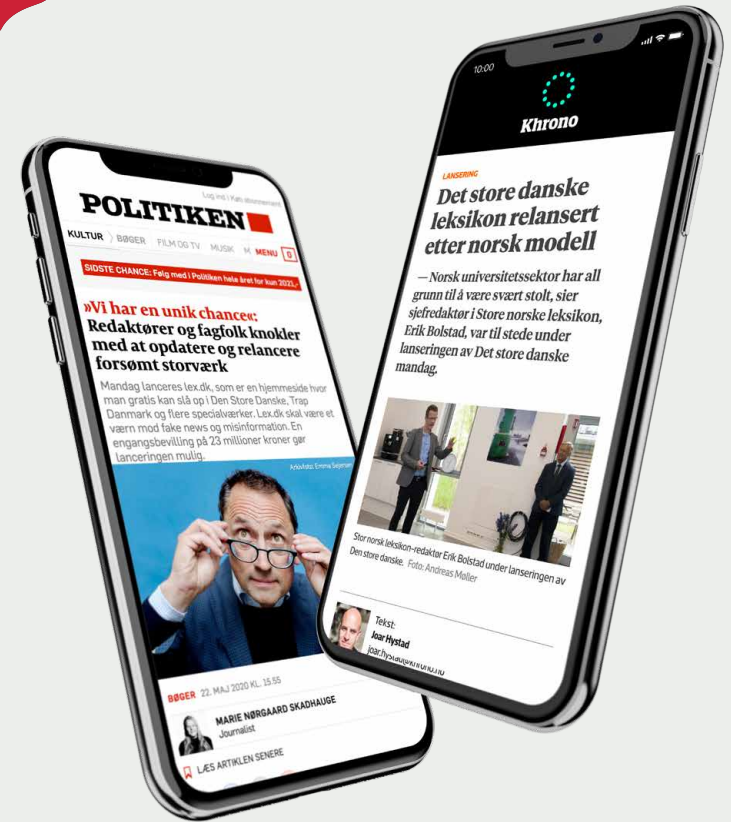 Log ind | Køb abonnement
POLITIKEN
KULTUR BØGER FILM OG TV MUSIK M MENU
SIDSTE CHANCE: Følg med i Politiken hele året for kun 2021,-
»Vi har en unik chance«:
Redaktører og fagfolk knokler
med at opdatere og relancere
forsømt storværk
Mandag lanceres lex.dk, som er en hjemmeside hvor
man gratis kan slå op i Den Store Danske, Trap
Danmark og flere specialværker. Lex.dk skal være et
værn mod fake news og misinformation. En
engangsbevilling på 23 millioner kroner gør
lanceringen mulig.
Arkivfoto: Emma Sejersen
BØGER 22. MAJ 2020 KL. 15.55
MARIE NØRGAARD SKADHAUGE
Journalist
LÆS ARTIKLEN SENERE
10:00
Khrono
LANSERING
Det store danske
leksikon relansert
etter norsk modell
— Norsk universitetssektor har all
grunn til å være svært stolt, sier
sjefredaktør i Store norske leksikon,
Erik Bolstad, var til stede under
lanseringen av Det store danske
mandag.
Stor norsk leksikon-redaktør Erik Bolstad under lanseringen av
Den store danske. Foto: Andreas Møller
Tekst:
Joar Hystad
joar.hystad@khrono.no